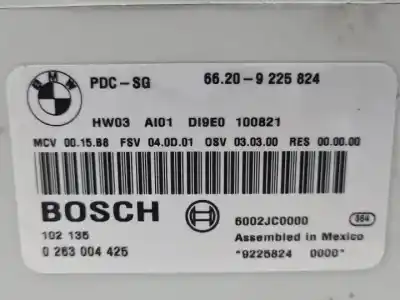 BMW
PDC-SG 66.20-9 225 824
HW03 AI01 DI9E0 100821
MCV 00.15.B8 FSV 04.0D.01 OSV 03.03.00 RES 00.00.00
BOSCH
6002JC0000 384
102 135 Assembled in Mexico
0 263 004 425 *9225824 0000*